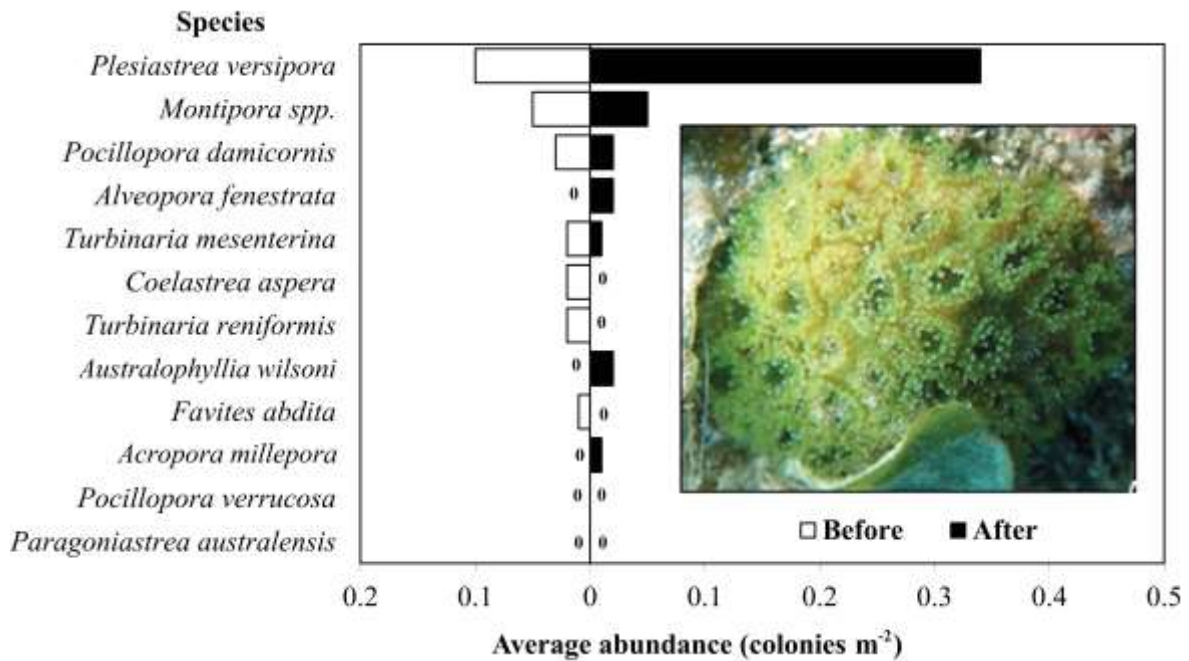 Species
Plesiastrea versipora
Montipora spp.
Pocillopora damicornis
Alveopora fenestrata
0
Turbinaria mesenterina
Coelastrea aspera
0
Turbinaria reniformis
0
Australophyllia wilsoni
0
Favites abdita
0
Acropora millepora
0
Pocillopora verrucosa
0 0
Paragoniastrea australensis
0 0
Before After
0.2 0.1 0 0.1 0.2 0.3 0.4 0.5
Average abundance (colonies m⁻²)